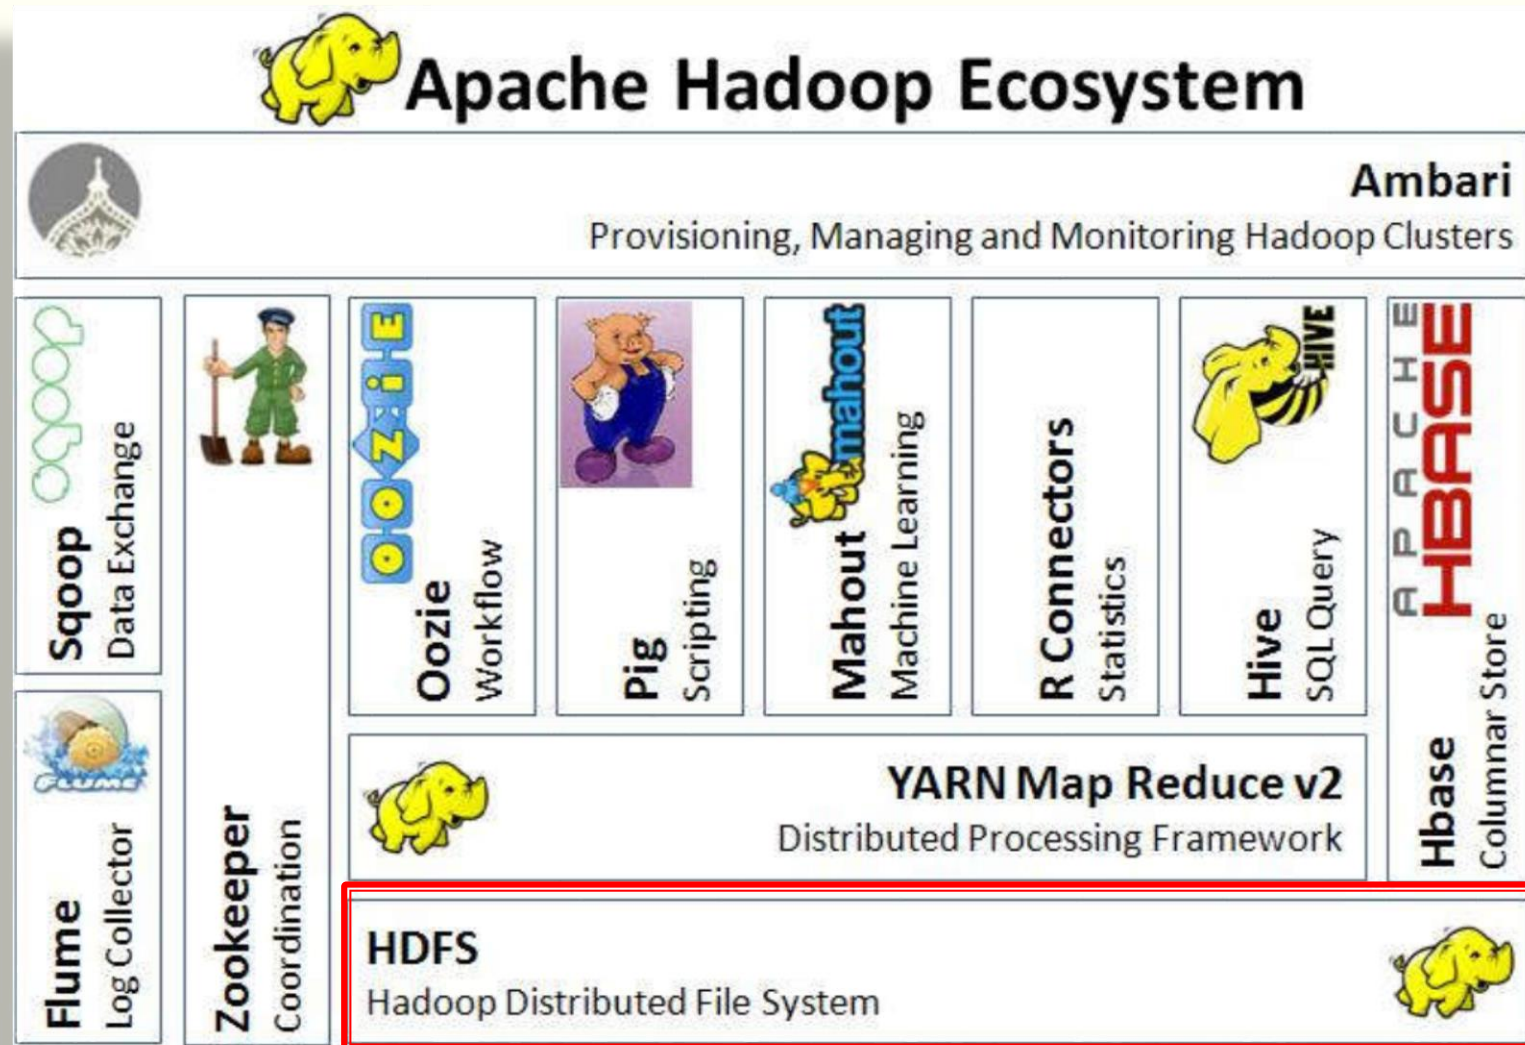 Apache Hadoop Ecosystem
Ambari
Provisioning, Managing and Monitoring Hadoop Clusters
sqoop
Sqoop
Data Exchange
FLUME
Flume
Log Collector
Zookeeper
Coordination
OOZIE
Oozie
Workflow
Pig
Scripting
mahout
Mahout
Machine Learning
R Connectors
Statistics
HIVE
Hive
SQL Query
APACHE
HBASE
Hbase
Columnar Store
YARN Map Reduce v2
Distributed Processing Framework
HDFS
Hadoop Distributed File System